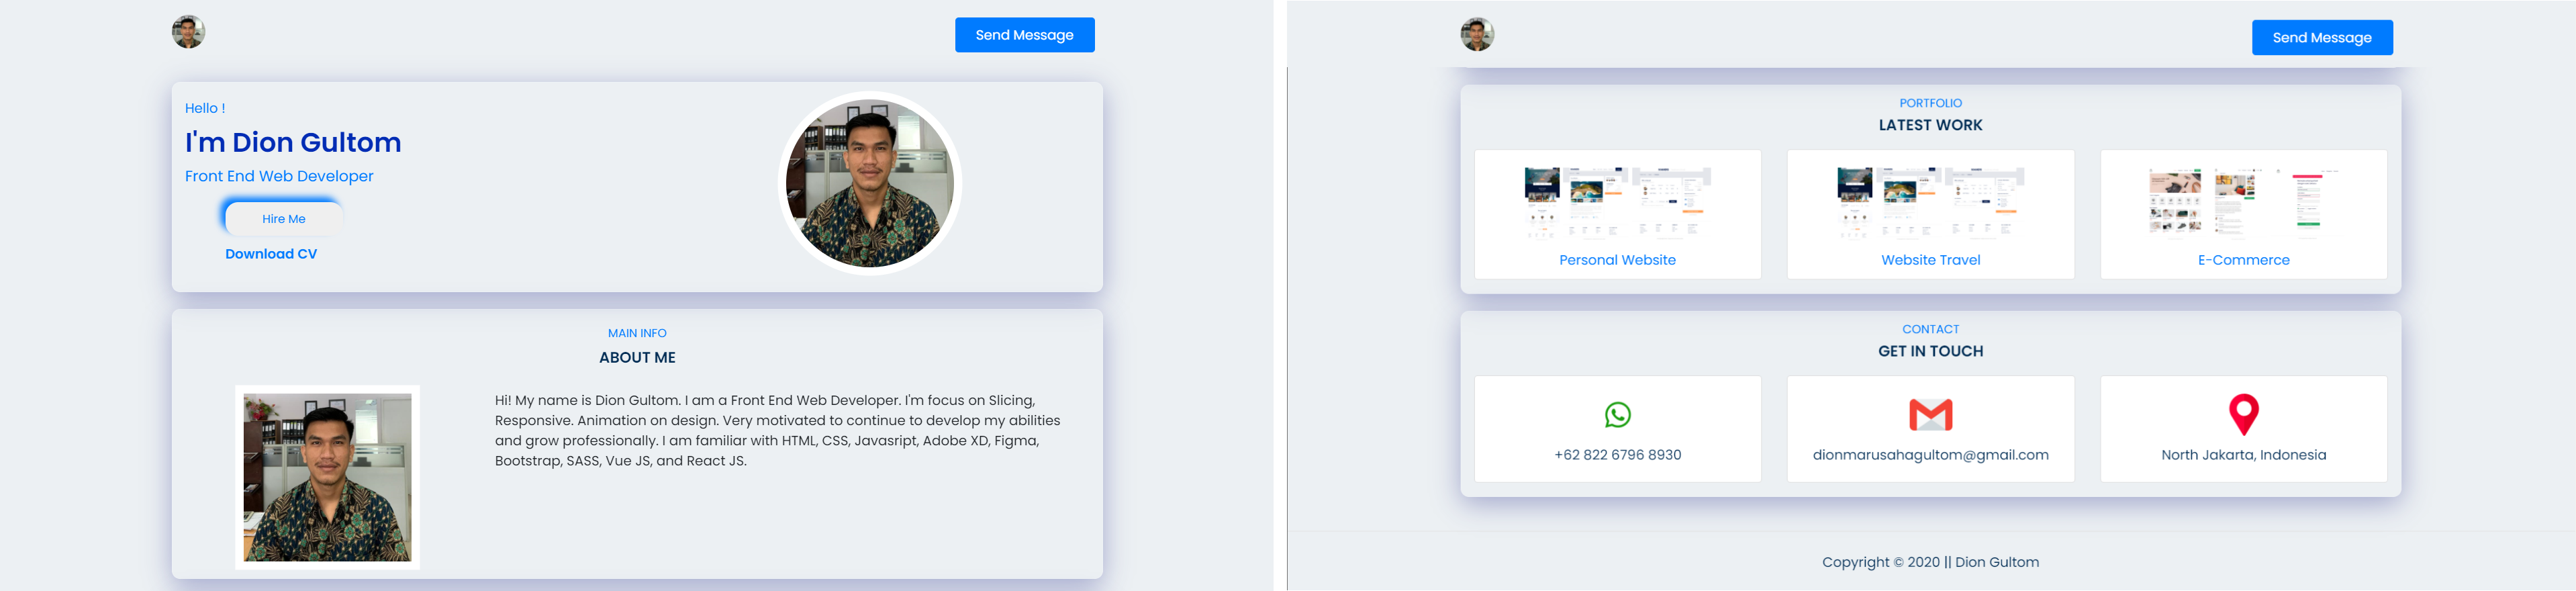 Send Message
Hello !
I'm Dion Gultom
Front End Web Developer
Hire Me
Download CV
MAIN INFO
ABOUT ME
Hi! My name is Dion Gultom. I am a Front End Web Developer. I'm focus on Slicing,
Responsive. Animation on design. Very motivated to continue to develop my abilities
and grow professionally. I am familiar with HTML, CSS, Javasript, Adobe XD, Figma,
Bootstrap, SASS, Vue JS, and React JS.
Send Message
PORTFOLIO
LATEST WORK
Personal Website
Website Travel
E-Commerce
CONTACT
GET IN TOUCH
+62 822 6796 8930
dionmarusahagultom@gmail.com
North Jakarta, Indonesia
Copyright © 2020 || Dion Gultom